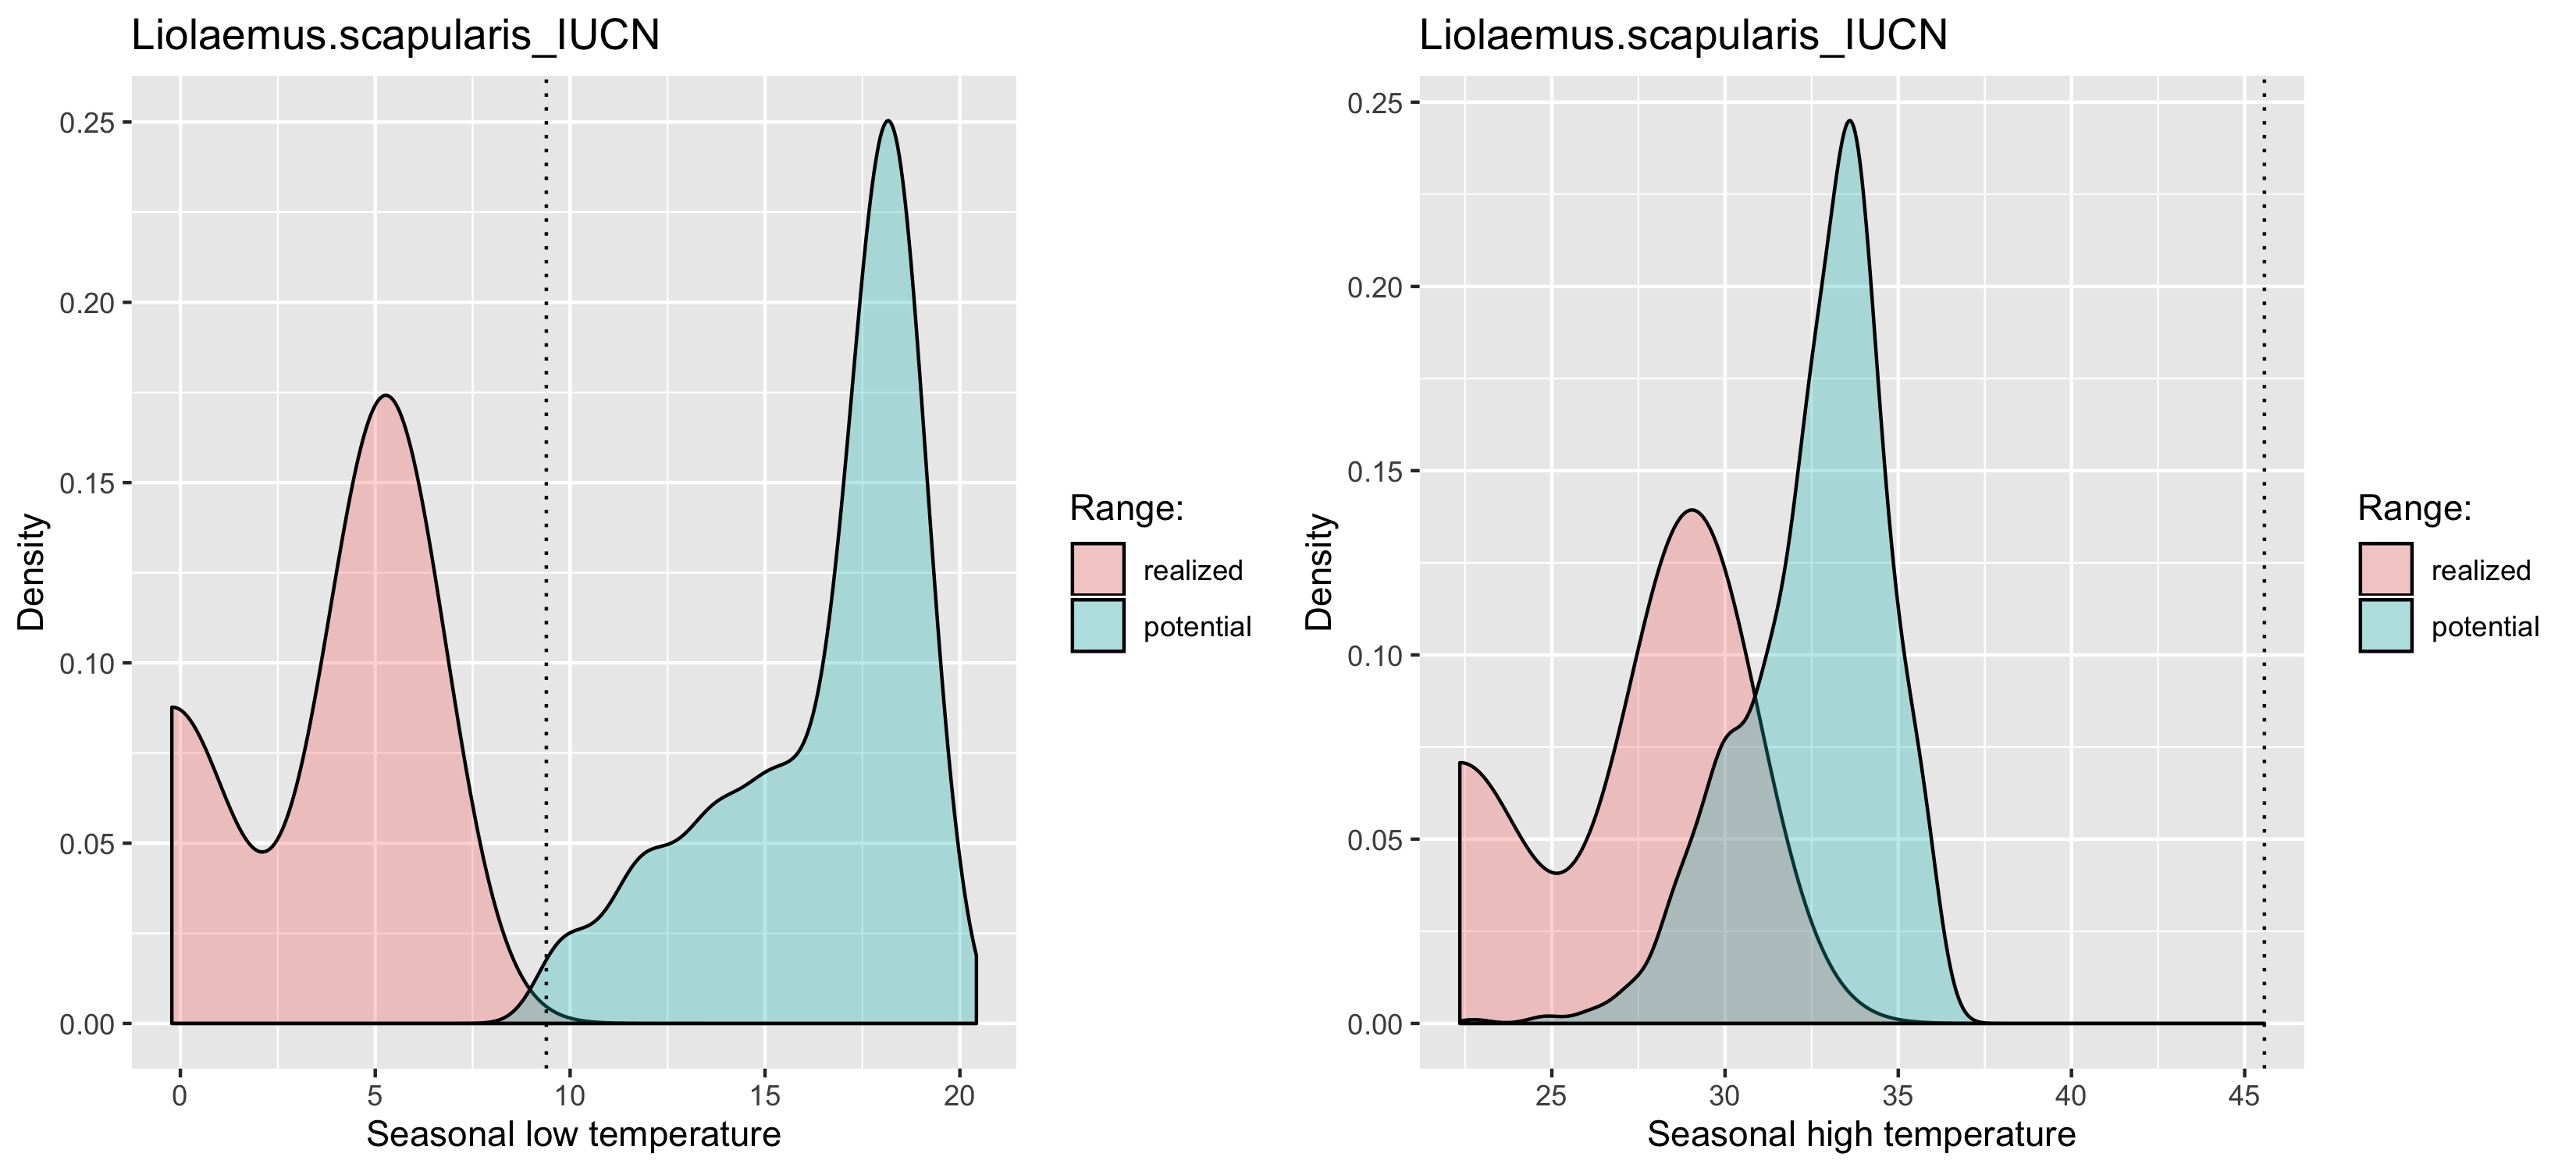 Liolaemus.scapularis_IUCN
0.25
0.20
0.15
0.10
0.05
0.00
Density
0 5 10 15 20
Seasonal low temperature
Range:
realized
potential
Liolaemus.scapularis_IUCN
0.25
0.20
0.15
0.10
0.05
0.00
Density
25 30 35 40 45
Seasonal high temperature
Range:
realized
potential